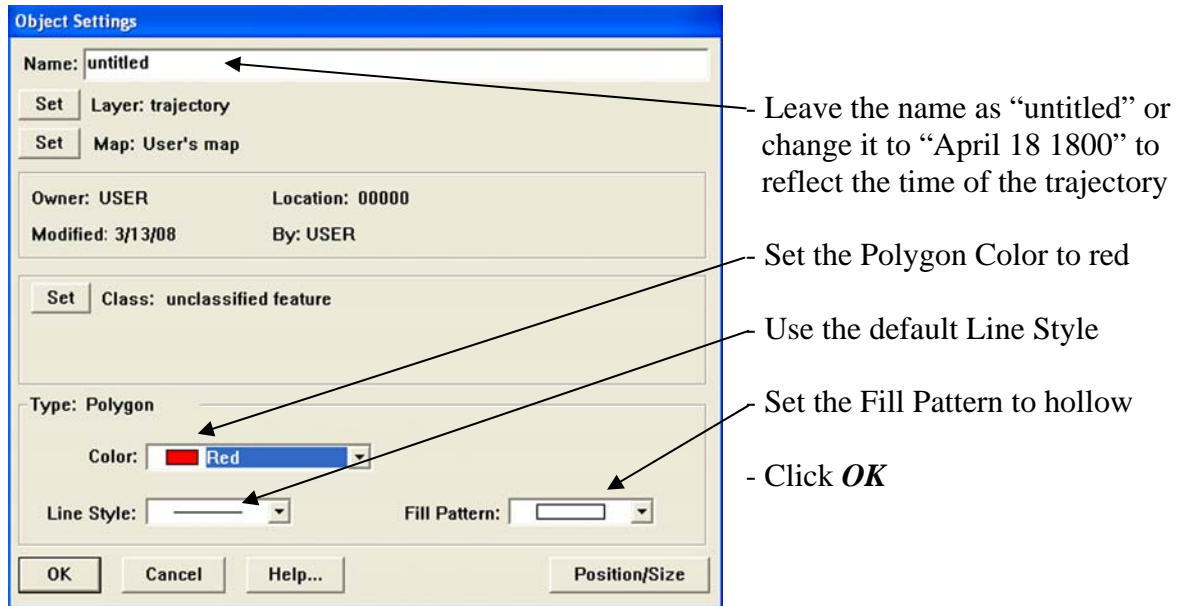 Object Settings
Name: untitled
Set Layer: trajectory
Set Map: User's map
Owner: USER Location: 00000
Modified: 3/13/08 By: USER
Set Class: unclassified feature
Type: Polygon
Color: Red
Line Style: Fill Pattern:
OK Cancel Help... Position/Size
- Leave the name as “untitled” or
change it to “April 18 1800” to
reflect the time of the trajectory
- Set the Polygon Color to red
- Use the default Line Style
- Set the Fill Pattern to hollow
- Click OK